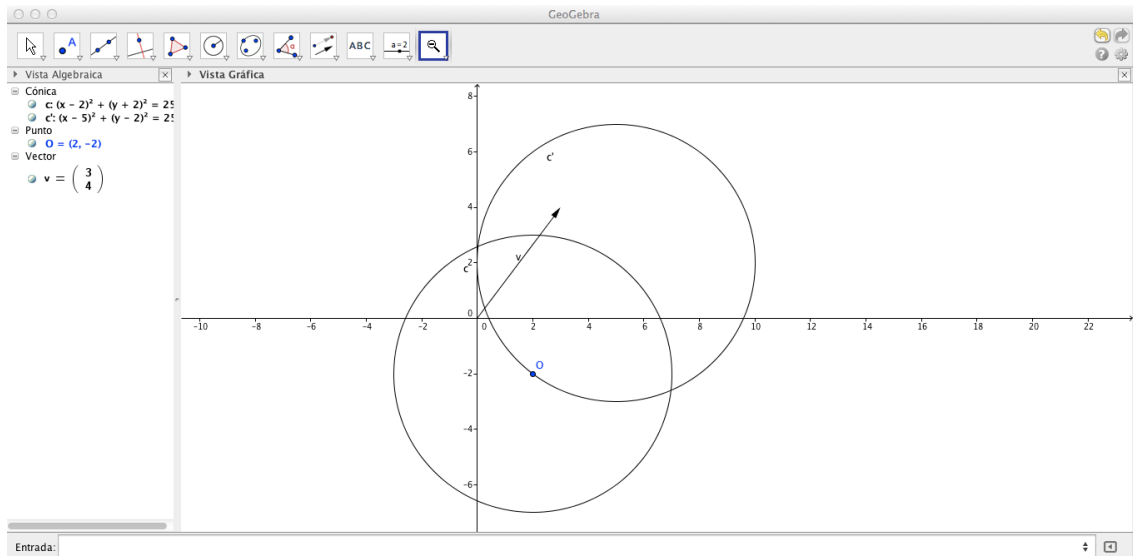 GeoGebra
A
α
ABC
a=2
Vista Algebraica
Vista Gráfica
Cónica
c: (x – 2)² + (y + 2)² = 25
c': (x – 5)² + (y – 2)² = 25
Punto
O = (2, –2)
Vector
v = ( 3
4 )
8
6
c'
4
v
2
c
0
-10 -8 -6 -4 -2 0 2 4 6 8 10 12 14 16 18 20 22
O
-2
-4
-6
Entrada: